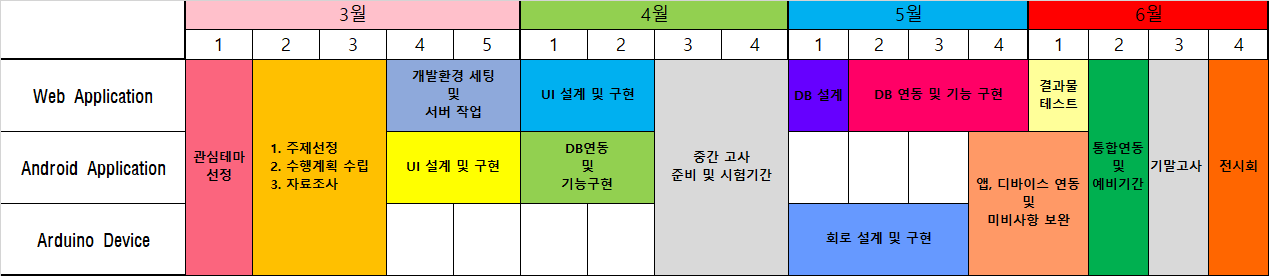 3월 4월 5월 6월
1 2 3 4 5 1 2 3 4 1 2 3 4 1 2 3 4
Web Application
Android Application
Arduino Device
관심테마
선정
1. 주제선정
2. 수행계획 수립
3. 자료조사
개발환경 세팅
및
서버 작업
UI 설계 및 구현
UI 설계 및 구현
DB연동
및
기능구현
중간 고사
준비 및 시험기간
DB 설계
DB 연동 및 기능 구현
회로 설계 및 구현
결과물
테스트
앱, 디바이스 연동
및
미비사항 보완
통합연동
및
예비기간
기말고사
전시회